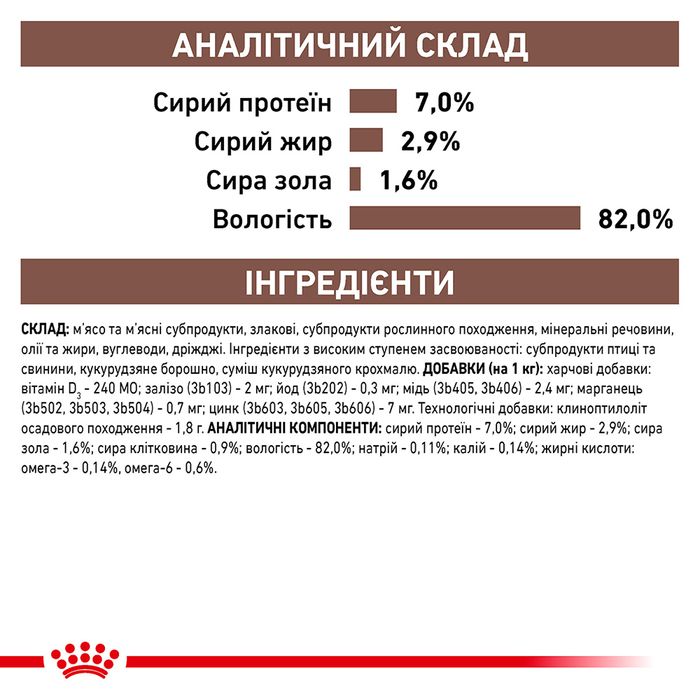 АНАЛІТИЧНИЙ СКЛАД
Сирий протеїн 7,0%
Сирий жир 2,9%
Сира зола 1,6%
Вологість 82,0%
ІНГРЕДІЄНТИ
СКЛАД: м'ясо та м'ясні субпродукти, злакові, субпродукти рослинного походження, мінеральні речовини,
олії та жири, вуглеводи, дріжджі. Інгредієнти з високим ступенем засвоюваності: субпродукти птиці та
свинини, кукурудзяне борошно, суміш кукурудзяного крохмалю. ДОБАВКИ (на 1 кг): харчові добавки:
вітамін D3 - 240 МО; залізо (3b103) - 2 мг; йод (3b202) - 0,3 мг; мідь (3b405, 3b406) - 2,4 мг; марганець
(3b502, 3b503, 3b504) - 0,7 мг; цинк (3b603, 3b605, 3b606) - 7 мг. Технологічні добавки: клиноптилоліт
осадового походження - 1,8 г. АНАЛІТИЧНІ КОМПОНЕНТИ: сирий протеїн - 7,0%; сирий жир - 2,9%; сира
зола - 1,6%; сира клітковина - 0,9%; вологість - 82,0%; натрій - 0,11%; калій - 0,14%; жирні кислоти:
омега-3 - 0,14%, омега-6 - 0,6%.